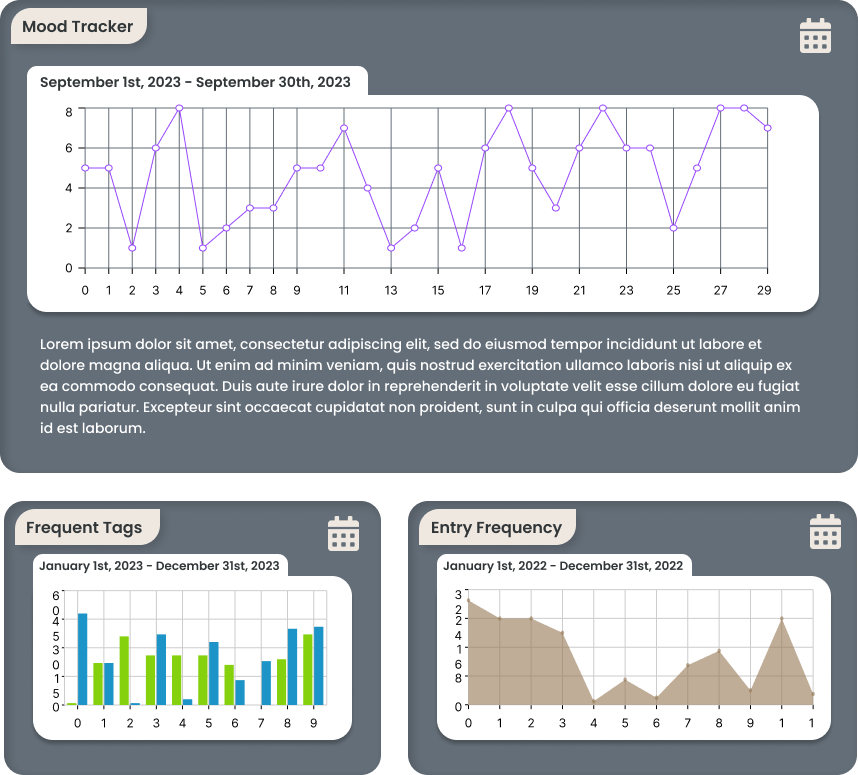 Mood Tracker
September 1st, 2023 - September 30th, 2023
8
6
4
2
0
0 1 2 3 4 5 6 7 8 9 11 13 15 17 19 21 23 25 27 29
Lorem ipsum dolor sit amet, consectetur adipiscing elit, sed do eiusmod tempor incididunt ut labore et
dolore magna aliqua. Ut enim ad minim veniam, quis nostrud exercitation ullamco laboris nisi ut aliquip ex
ea commodo consequat. Duis aute irure dolor in reprehenderit in voluptate velit esse cillum dolore eu fugiat
nulla pariatur. Excepteur sint occaecat cupidatat non proident, sunt in culpa qui officia deserunt mollit anim
id est laborum.
Frequent Tags
January 1st, 2023 - December 31st, 2023
6
0
4
5
3
0
1
5
0
0 1 2 3 4 5 6 7 8 9
Entry Frequency
January 1st, 2022 - December 31st, 2022
3
2
2
4
1
6
8
0
0 1 2 3 4 5 6 7 8 9 1 1